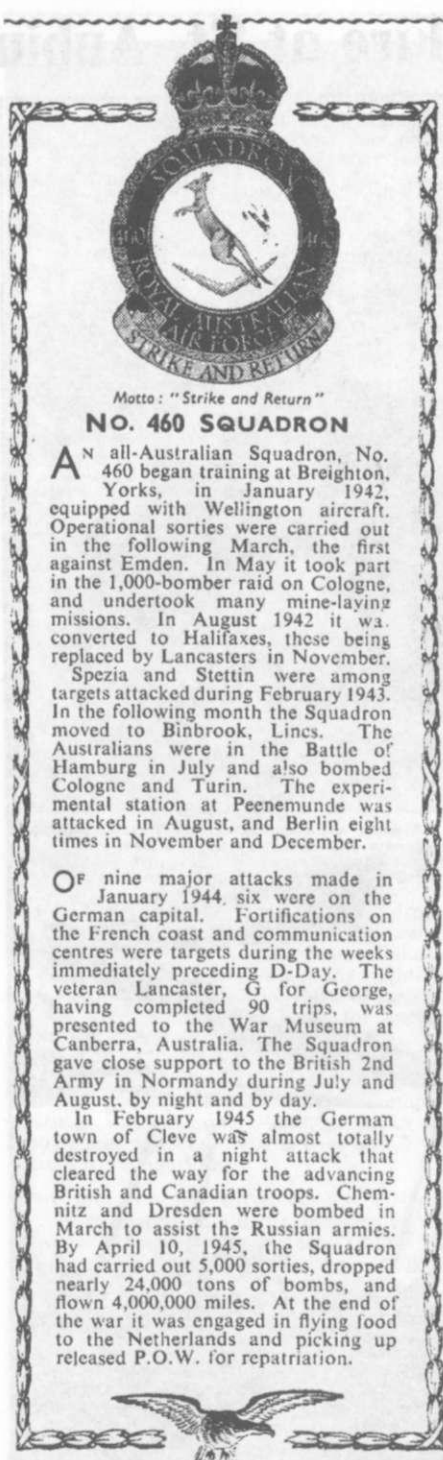 SQUADRON
460 460
ROYAL AUSTRALIAN
AIR FORCE
STRIKE AND RETURN
Motto: "Strike and Return"
No. 460 SQUADRON
AN all-Australian Squadron, No.
460 began training at Breighton,
Yorks, in January 1942,
equipped with Wellington aircraft.
Operational sorties were carried out
in the following March, the first
against Emden. In May it took part
in the 1,000-bomber raid on Cologne,
and undertook many mine-laying
missions. In August 1942 it wa
converted to Halifaxes, these being
replaced by Lancasters in November.
Spezia and Stettin were among
targets attacked during February 1943.
In the following month the Squadron
moved to Binbrook, Lincs. The
Australians were in the Battle of
Hamburg in July and also bombed
Cologne and Turin. The experi-
mental station at Peenemunde was
attacked in August, and Berlin eight
times in November and December.
OF nine major attacks made in
January 1944, six were on the
German capital. Fortifications on
the French coast and communication
centres were targets during the weeks
immediately preceding D-Day. The
veteran Lancaster, G for George,
having completed 90 trips, was
presented to the War Museum at
Canberra, Australia. The Squadron
gave close support to the British 2nd
Army in Normandy during July and
August, by night and by day.
In February 1945 the German
town of Cleve was almost totally
destroyed in a night attack that
cleared the way for the advancing
British and Canadian troops. Chem-
nitz and Dresden were bombed in
March to assist the Russian armies.
By April 10, 1945, the Squadron
had carried out 5,000 sorties, dropped
nearly 24,000 tons of bombs, and
flown 4,000,000 miles. At the end of
the war it was engaged in flying food
to the Netherlands and picking up
released P.O.W. for repatriation.